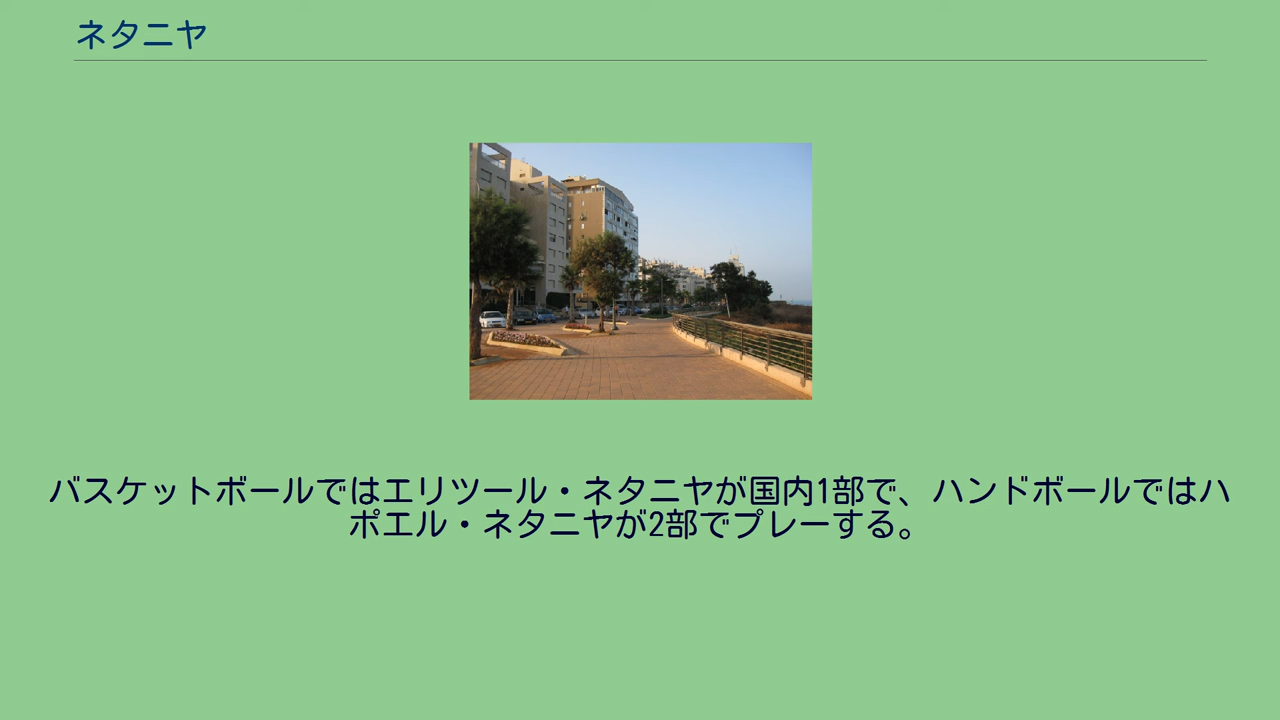 ネタニヤ
バスケットボールではエリツール・ネタニヤが国内1部で、ハンドボールではハ
ポエル・ネタニヤが2部でプレーする。